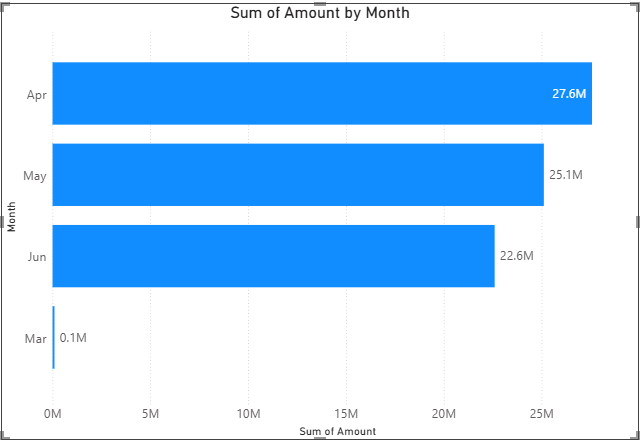 Sum of Amount by Month
Apr
27.6M
May
25.1M
Month
Jun
22.6M
Mar
0.1M
0M 5M 10M 15M 20M 25M
Sum of Amount